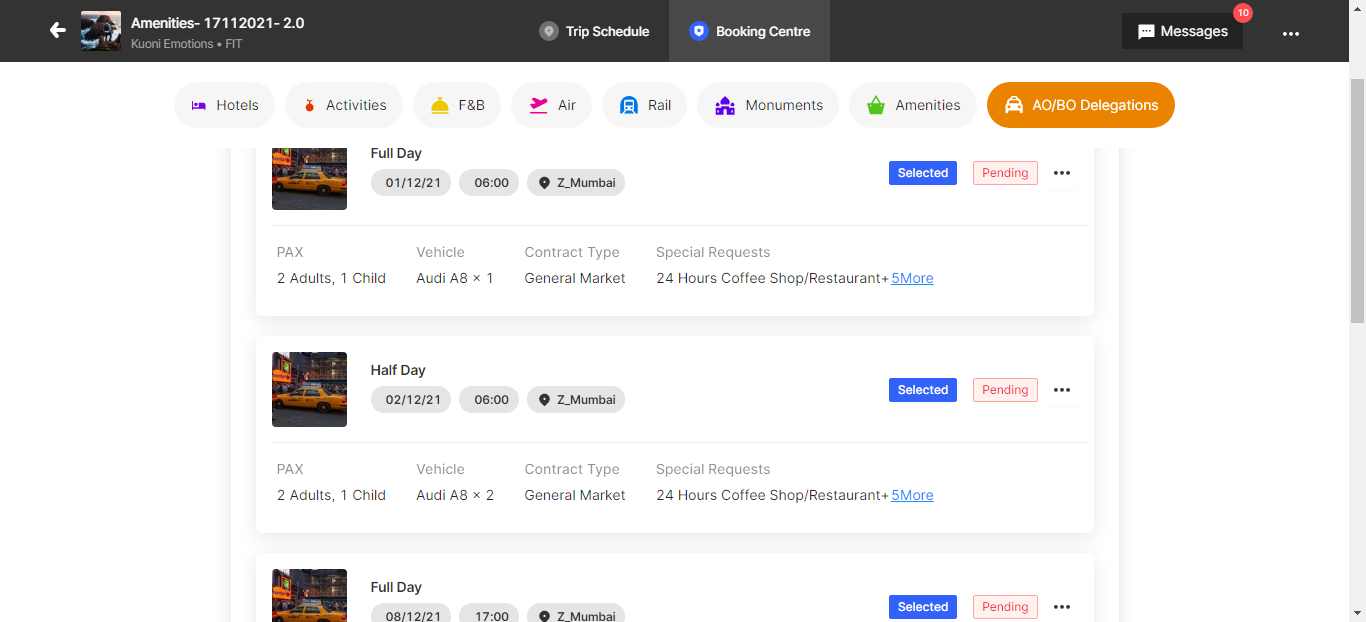 Amenities- 17112021- 2.0
Kuoni Emotions • FIT
Trip Schedule
Booking Centre
Messages
10
Hotels
Activities
F&B
Air
Rail
Monuments
Amenities
AO/BO Delegations
Full Day
01/12/21 06:00 Z_Mumbai
Selected Pending
PAX Vehicle Contract Type Special Requests
2 Adults, 1 Child Audi A8 × 1 General Market 24 Hours Coffee Shop/Restaurant+5More
Half Day
02/12/21 06:00 Z_Mumbai
Selected Pending
PAX Vehicle Contract Type Special Requests
2 Adults, 1 Child Audi A8 × 2 General Market 24 Hours Coffee Shop/Restaurant+5More
Full Day
08/12/21 17:00 Z_Mumbai
Selected Pending